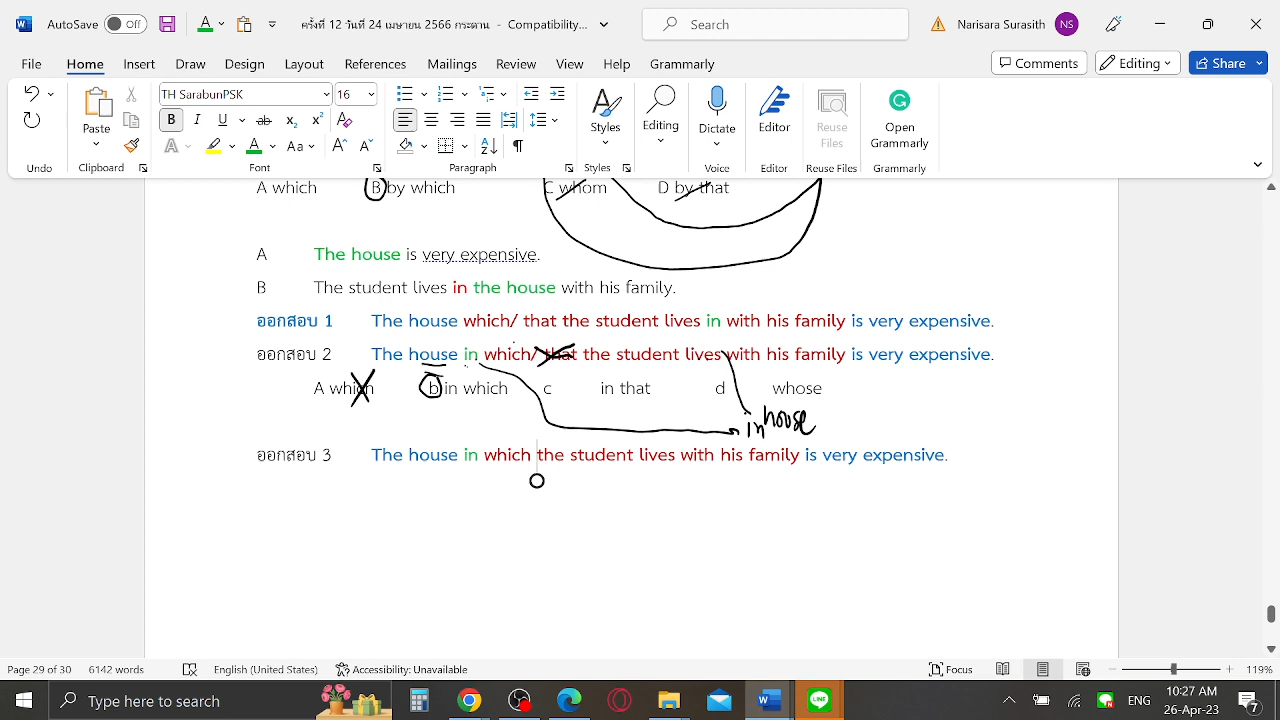 AutoSave Off ครั้งที่ 12 วันที่ 24 เมษายน 2566 กระดาน - Compatibility... Search Narisara Surasith NS
File Home Insert Draw Design Layout References Mailings Review View Help Grammarly Comments Editing Share
TH SarabunPSK 16
Paste Styles Editing Dictate Editor Reuse Files Open Grammarly
Undo Clipboard Font Paragraph Styles Voice Editor Reuse Files Grammarly
A which B by which C whom D by that
A The house is very expensive.
B The student lives in the house with his family.
ออกสอบ 1 The house which/ that the student lives in with his family is very expensive.
ออกสอบ 2 The house in which/ that the student lives with his family is very expensive.
A which b in which c in that d whose
in house
ออกสอบ 3 The house in which the student lives with his family is very expensive.
Page 29 of 30 6142 words English (United States) Accessibility: Unavailable Focus 119%
Type here to search ENG 10:27 AM
26-Apr-23 7